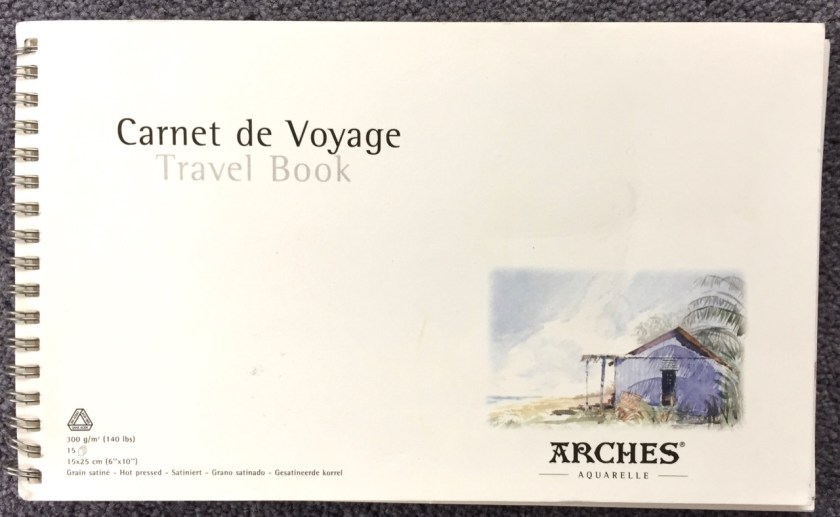 Carnet de Voyage
Travel Book
300 g/m² (140 lbs)
15
15x25 cm (6"x10")
Grain satiné - Hot pressed - Satiniert - Grano satinado - Gesatineerde korrel
ARCHES®
AQUARELLE